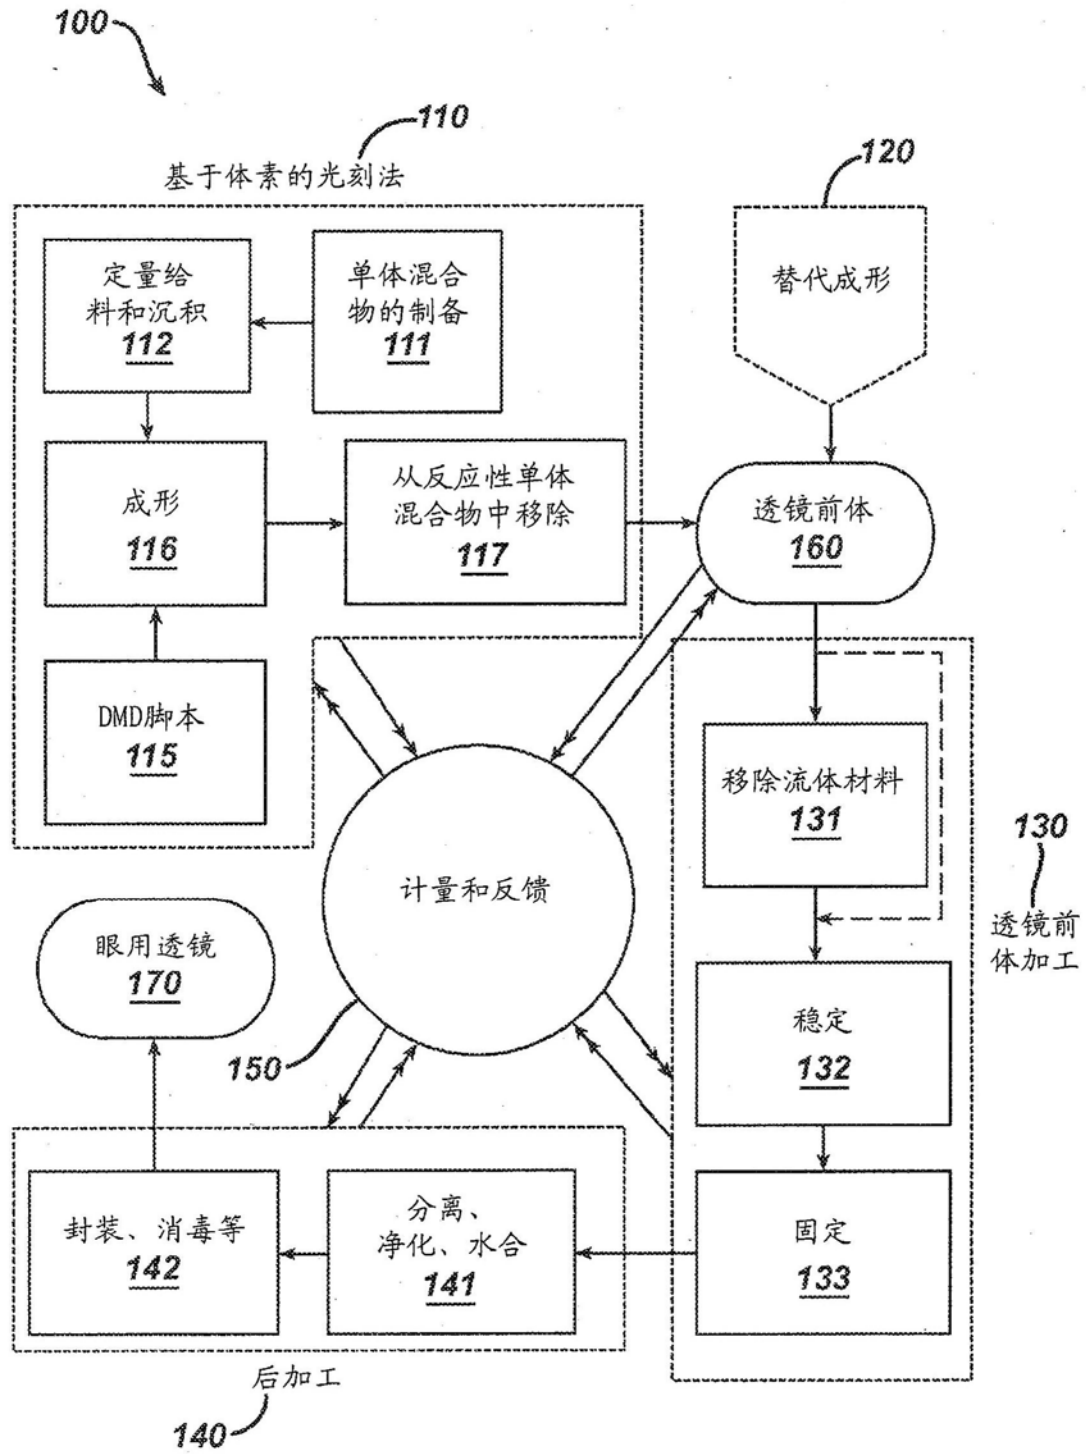 100
110
基于体素的光刻法
120
定量给
料和沉积
112
单体混合
物的制备
111
替代成形
成形
116
从反应性单体
混合物中移除
117
透镜前体
160
DMD脚本
115
移除流体材料
131
130
透镜前
体加工
计量和反馈
150
眼用透镜
170
稳定
132
封装、消毒等
142
分离、
净化、水合
141
固定
133
后加工
140